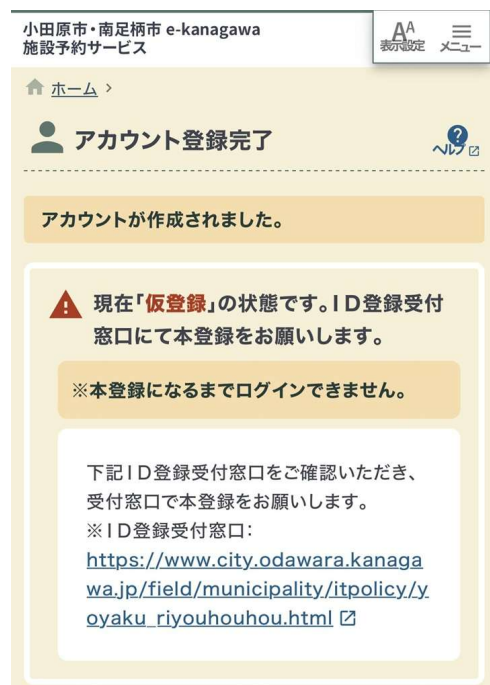 小田原市・南足柄市 e-kanagawa
施設予約サービス
AA
表示設定
メニュー
ホーム
アカウント登録完了
?
ヘルプ
アカウントが作成されました。
現在「仮登録」の状態です。ID登録受付
窓口にて本登録をお願いします。
※本登録になるまでログインできません。
下記ID登録受付窓口をご確認いただき、
受付窓口で本登録をお願いします。
※ID登録受付窓口:
https://www.city.odawara.kanaga
wa.jp/field/municipality/itpolicy/y
oyaku_riyouhouhou.html